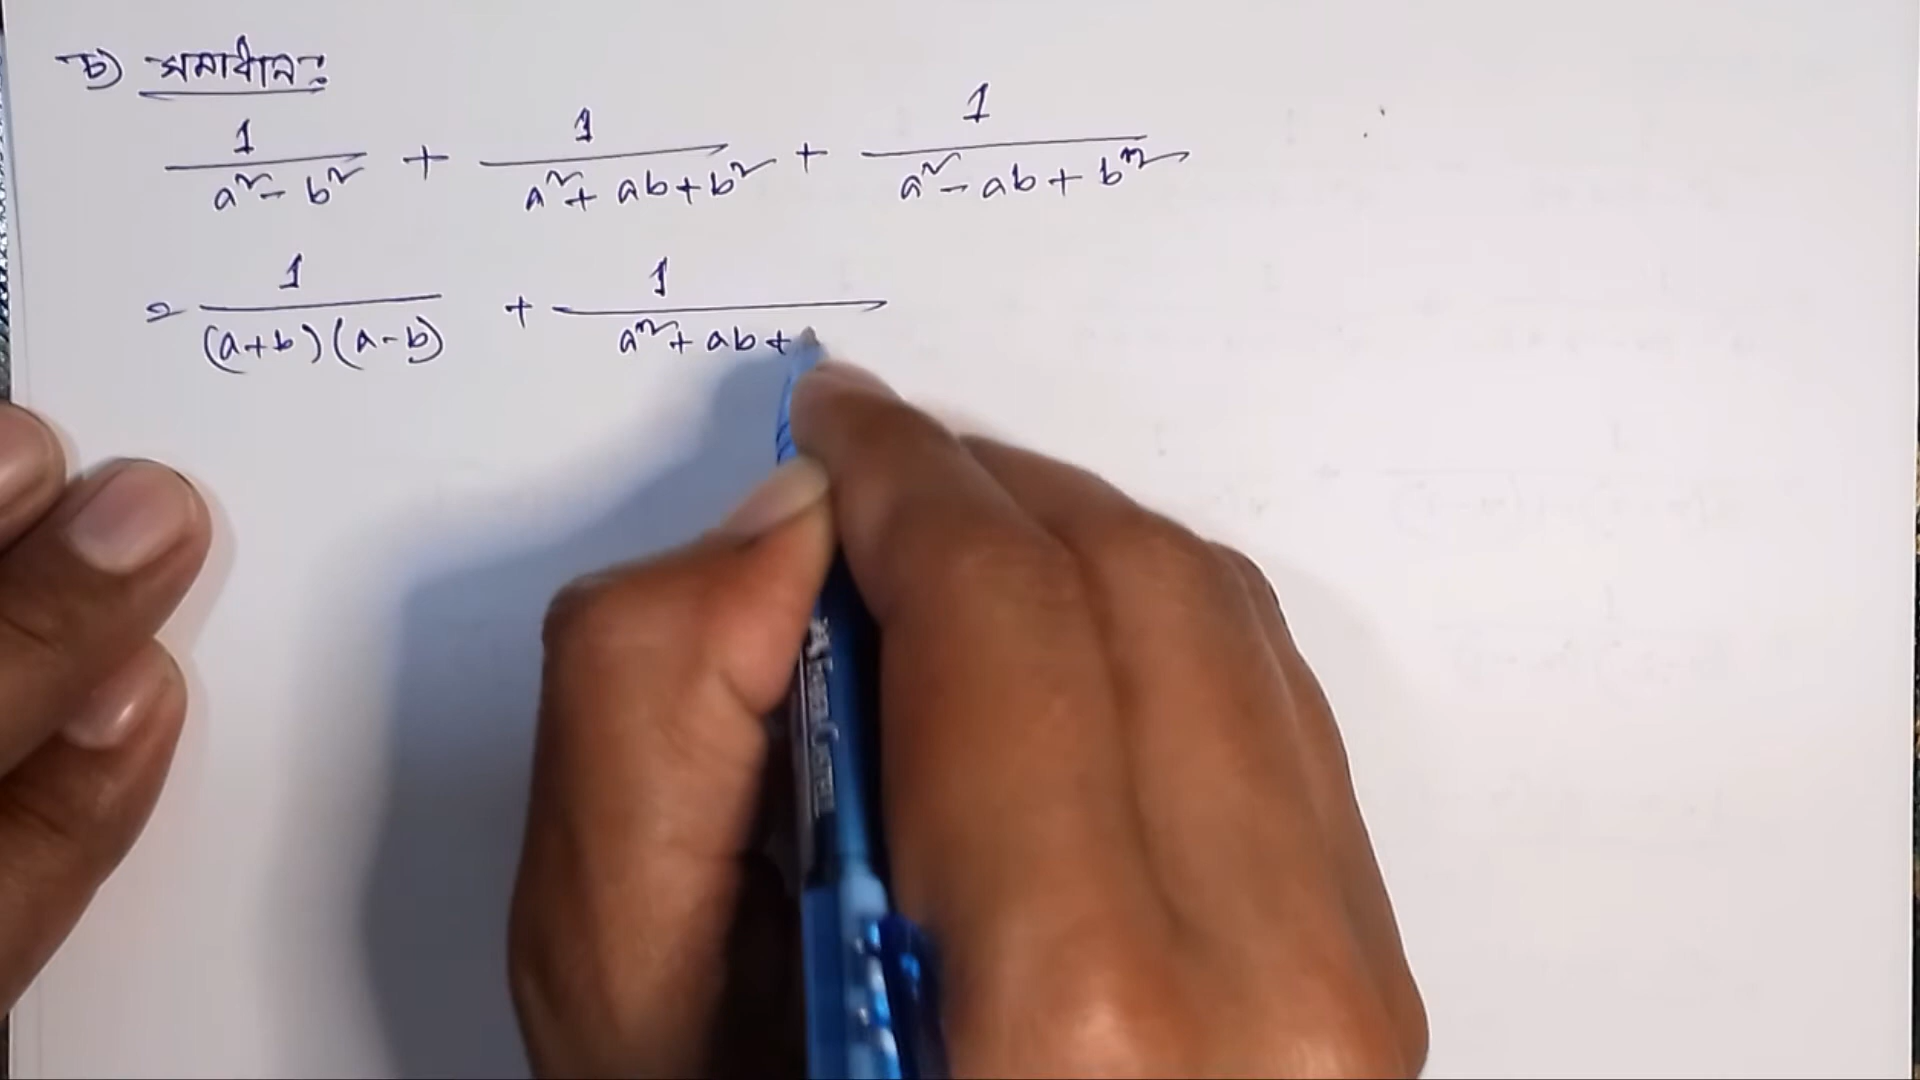 চ) সমাধান:
1/(a²-b²) + 1/(a²+ab+b²) + 1/(a²-ab+b²)
= 1/((a+b)(a-b)) + 1/(a²+ab+